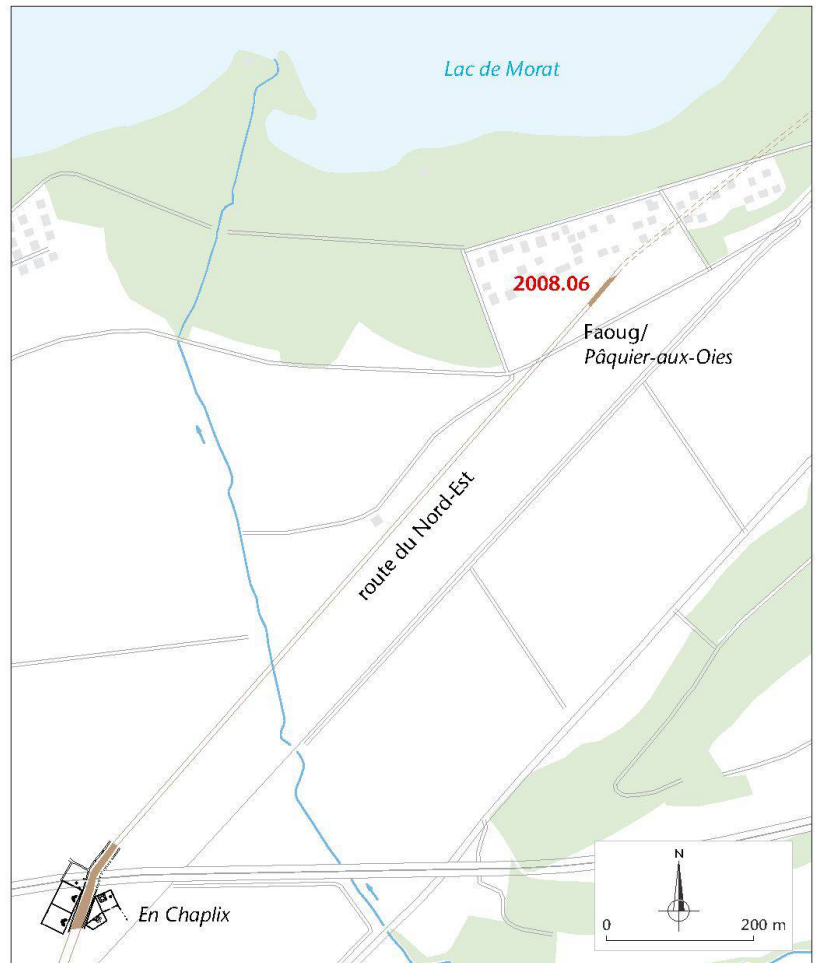 Lac de Morat
2008.06
Faoug/
Pâquier-aux-Oies
route du Nord-Est
En Chaplix
N
0 200 m